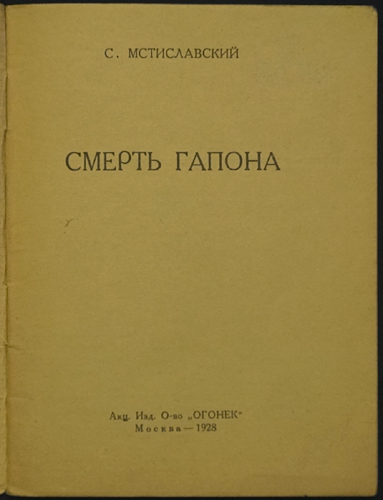 С. МСТИСЛАВСКИЙ
СМЕРТЬ ГАПОНА
Акц. Изд. О-во „ОГОНЕК“
Москва — 1928